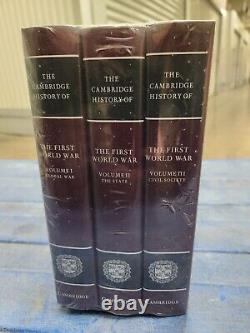 THE
CAMBRIDGE
HISTORY OF
THE FIRST
WORLD WAR
VOLUME I
GLOBAL WAR
CAMBRIDGE
THE
CAMBRIDGE
HISTORY OF
THE FIRST
WORLD WAR
VOLUME II
THE STATE
THE
CAMBRIDGE
HISTORY OF
THE FIRST
WORLD WAR
VOLUME III
CIVIL SOCIETY
CAMBRIDGE